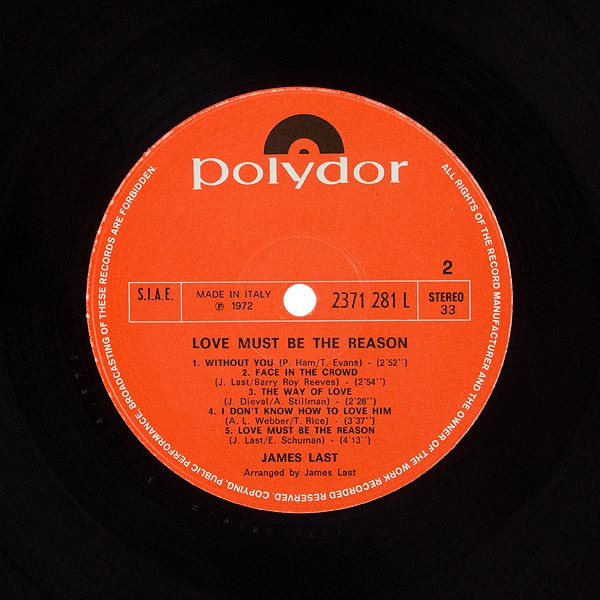 polydor
2
S.I.A.E.
MADE IN ITALY
℗ 1972
2371 281 L
STEREO
33
LOVE MUST BE THE REASON
1. WITHOUT YOU (P. Ham/T. Evans) - (2'52'')
2. FACE IN THE CROWD
(J. Last/Barry Roy Reeves) - (2'54'')
3. THE WAY OF LOVE
(J. Dieval/A. Stillman) - (2'28'')
4. I DON'T KNOW HOW TO LOVE HIM
(A. L. Webber/T. Rice) - (3'37'')
5. LOVE MUST BE THE REASON
(J. Last/E. Schuman) - (4'13'')
JAMES LAST
Arranged by James Last
ALL RIGHTS OF THE RECORD MANUFACTURER AND THE OWNER OF THE WORK RECORDED RESERVED. COPYING, PUBLIC PERFORMANCE BROADCASTING OF THESE RECORDS ARE FORBIDDEN.